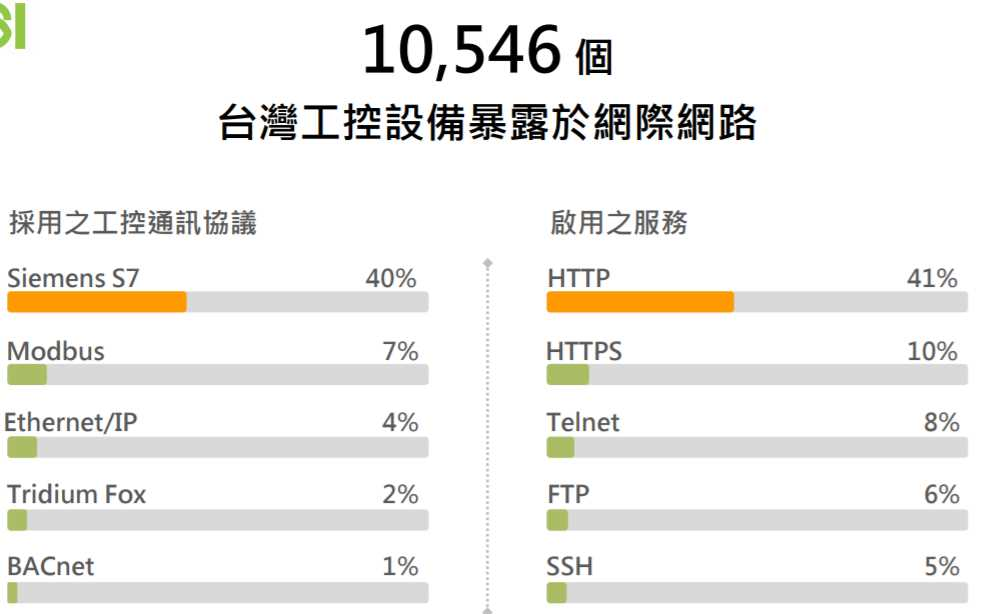 SI
10,546 個
台灣工控設備暴露於網際網路
採用之工控通訊協議
Siemens S7 40%
Modbus 7%
Ethernet/IP 4%
Tridium Fox 2%
BACnet 1%
啟用之服務
HTTP 41%
HTTPS 10%
Telnet 8%
FTP 6%
SSH 5%